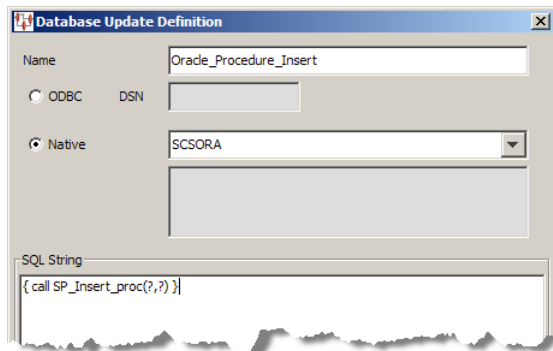 Database Update Definition
Name Oracle_Procedure_Insert
ODBC DSN
Native SCSORA
SQL String
{ call SP_Insert_proc(?,?) }